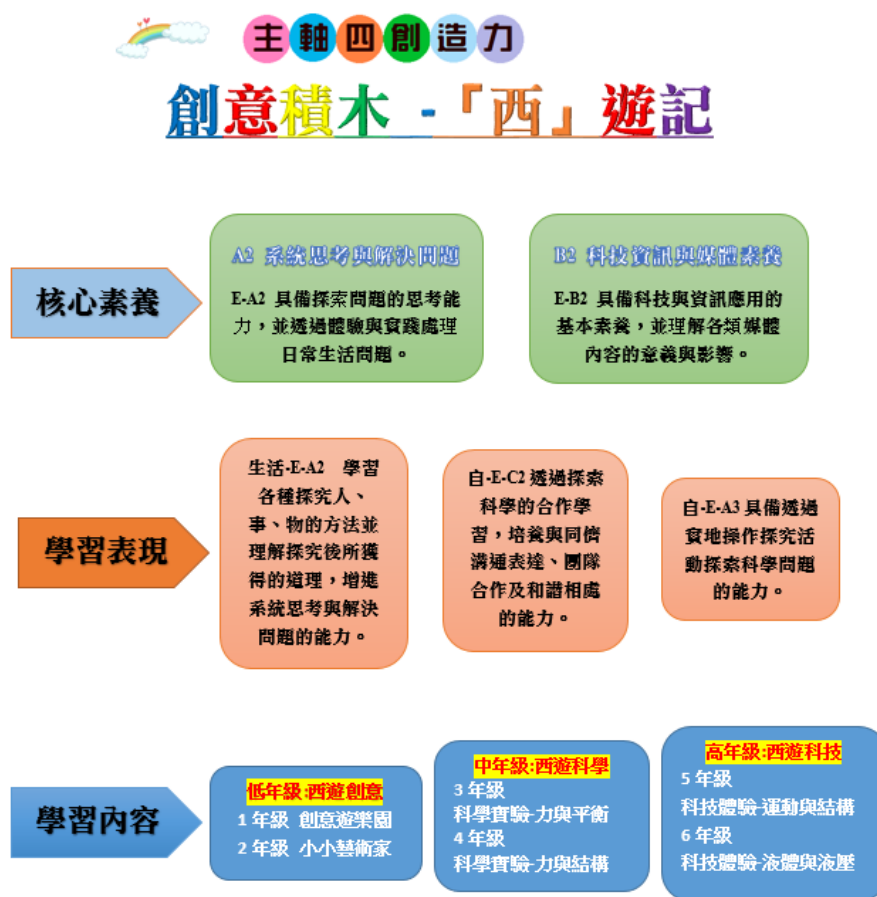 主軸四創造力
創意積木 -「西」遊記
核心素養
A2 系統思考與解決問題
E-A2 具備探索問題的思考能
力，並透過體驗與實踐處理
日常生活問題。
B2 科技資訊與媒體素養
E-B2 具備科技與資訊應用的
基本素養，並理解各類媒體
內容的意義與影響。
學習表現
生活-E-A2 學習
各種探究人、
事、物的方法並
理解探究後所獲
得的道理，增進
系統思考與解決
問題的能力。
自-E-C2 透過探索
科學的合作學
習，培養與同儕
溝通表達、團隊
合作及和諧相處
的能力。
自-E-A3 具備透過
實地操作探究活
動探索科學問題
的能力。
學習內容
低年級:西遊創意
1 年級 創意遊樂園
2 年級 小小藝術家
中年級:西遊科學
3 年級
科學實驗-力與平衡
4 年級
科學實驗-力與結構
高年級:西遊科技
5 年級
科技體驗-運動與結構
6 年級
科技體驗-液體與液壓